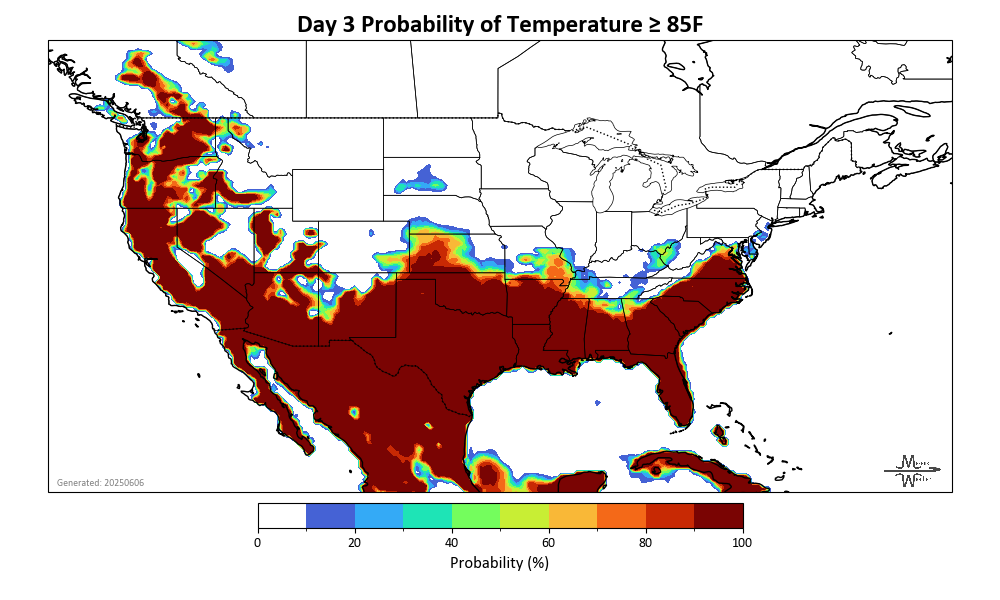 Day 3 Probability of Temperature ≥ 85F
Generated: 20250606
0 20 40 60 80 100
Probability (%)